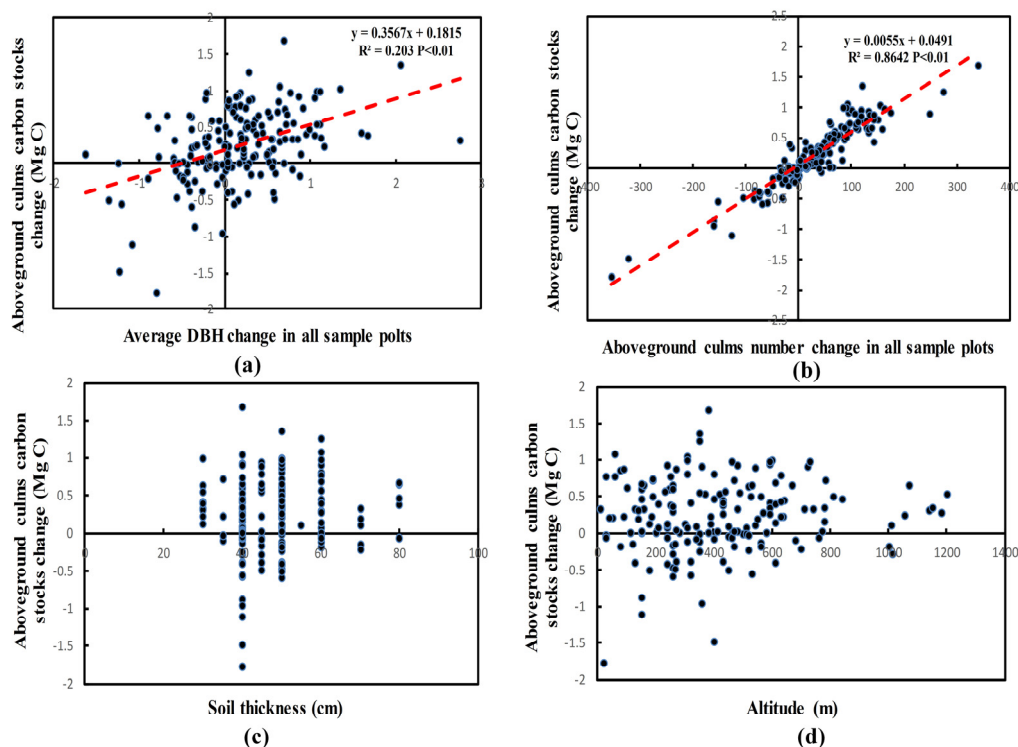 y = 0.3567x + 0.1815
R² = 0.203 P<0.01
2
1.5
1
0.5
0
-0.5
-1
-1.5
-2
-2 -1 0 1 2 3
Aboveground culms carbon stocks
change (Mg C)
Average DBH change in all sample polts
(a)
y = 0.0055x + 0.0491
R² = 0.8642 P<0.01
2.5
2
1.5
1
0.5
0
-0.5
-1
-1.5
-2
-2.5
-400 -300 -200 -100 0 100 200 300 400
Aboveground culms carbon stocks
change (Mg C)
Aboveground culms number change in all sample plots
(b)
2
1.5
1
0.5
0
-0.5
-1
-1.5
-2
0 20 40 60 80 100
Aboveground culms carbon
stocks change (Mg C)
Soil thickness (cm)
(c)
2
1.5
1
0.5
0
-0.5
-1
-1.5
-2
0 200 400 600 800 1000 1200 1400
Aboveground culms carbon
stocks change (Mg C)
Altitude (m)
(d)